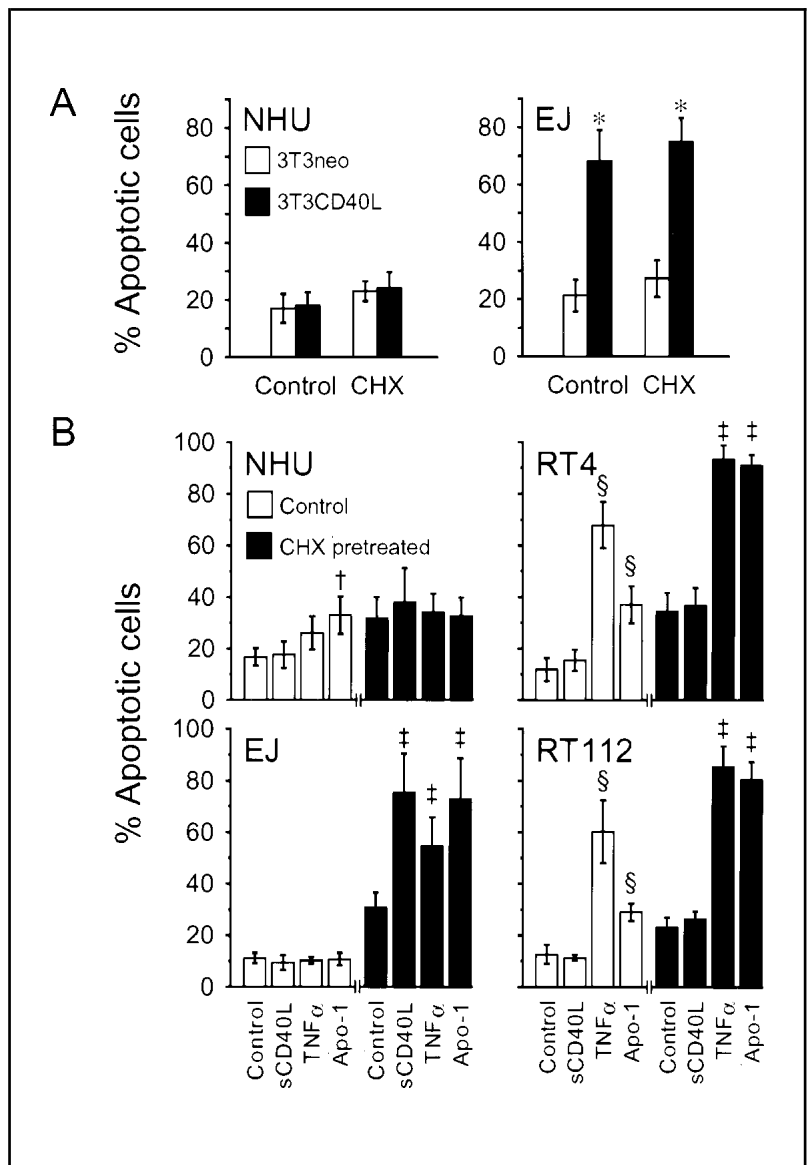 A
% Apoptotic cells
80
60
40
20
0
NHU
3T3neo
3T3CD40L
Control CHX
80
60
40
20
0
EJ
*
*
Control CHX
B
% Apoptotic cells
100
80
60
40
20
0
NHU
Control
CHX pretreated
†
RT4
§
§
‡
‡
100
80
60
40
20
0
EJ
‡
‡
‡
Control
sCD40L
TNFα
Apo-1
Control
sCD40L
TNFα
Apo-1
RT112
§
§
‡
‡
Control
sCD40L
TNFα
Apo-1
Control
sCD40L
TNFα
Apo-1